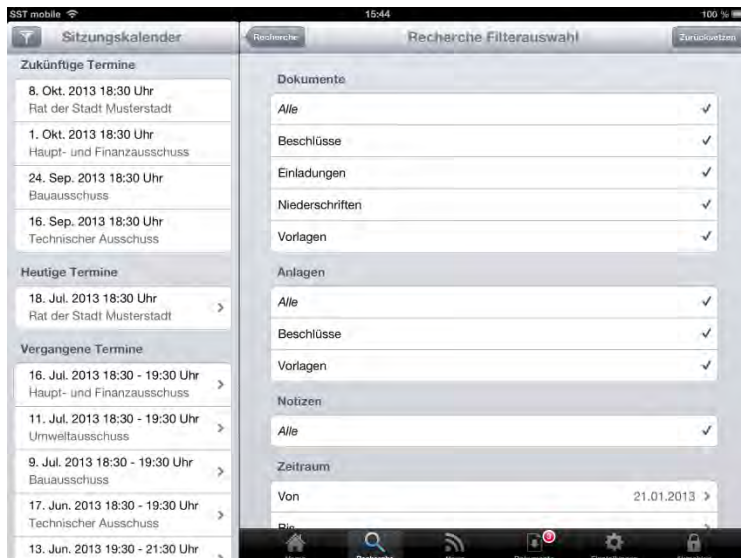 SST mobile
15:44
100 %
Sitzungskalender
Zukünftige Termine
8. Okt. 2013 18:30 Uhr
Rat der Stadt Musterstadt
1. Okt. 2013 18:30 Uhr
Haupt- und Finanzausschuss
24. Sep. 2013 18:30 Uhr
Bauausschuss
16. Sep. 2013 18:30 Uhr
Technischer Ausschuss
Heutige Termine
18. Jul. 2013 18:30 Uhr
Rat der Stadt Musterstadt
Vergangene Termine
16. Jul. 2013 18:30 - 19:30 Uhr
Haupt- und Finanzausschuss
11. Jul. 2013 18:30 - 19:30 Uhr
Umweltausschuss
9. Jul. 2013 18:30 - 19:30 Uhr
Bauausschuss
17. Jun. 2013 18:30 - 19:30 Uhr
Technischer Ausschuss
13. Jun. 2013 19:30 - 21:30 Uhr
Recherche
Recherche Filterauswahl
Zurücksetzen
Dokumente
Alle
Beschlüsse
Einladungen
Niederschriften
Vorlagen
Anlagen
Alle
Beschlüsse
Vorlagen
Notizen
Alle
Zeitraum
Von 21.01.2013
Bis
3
Recherche